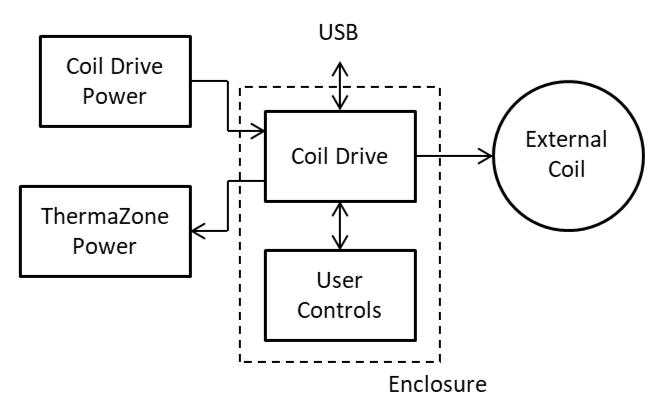 USB
Coil Drive
Power
Coil Drive
External
Coil
ThermaZone
Power
User
Controls
Enclosure